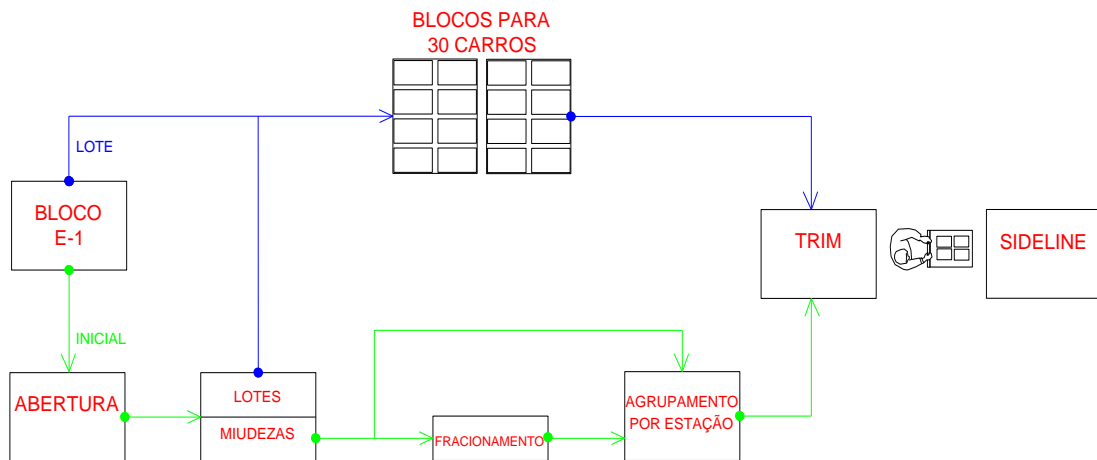 BLOCOS PARA
30 CARROS
LOTE
BLOCO
E-1
TRIM
SIDELINE
INICIAL
ABERTURA
LOTES
MIUDEZAS
FRACIONAMENTO
AGRUPAMENTO
POR ESTAÇÃO